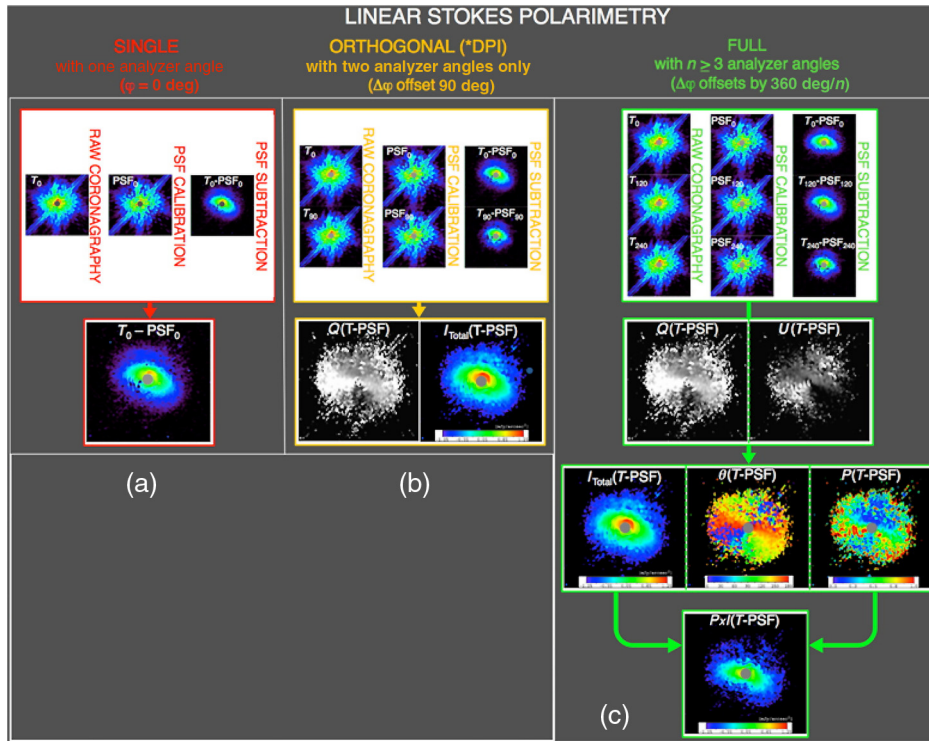 LINEAR STOKES POLARIMETRY
SINGLE
with one analyzer angle
(φ = 0 deg)
ORTHOGONAL (*DPI)
with two analyzer angles only
(Δφ offset 90 deg)
FULL
with n ≥ 3 analyzer angles
(Δφ offsets by 360 deg/n)
T0
RAW CORONAGRAPHY
PSF0
PSF CALIBRATION
T0-PSF0
PSF SUBTRACTION
T0 – PSF0
(a)
T0
T90
RAW CORONAGRAPHY
PSF0
PSF90
PSF CALIBRATION
T0-PSF0
T90-PSF90
PSF SUBTRACTION
Q(T-PSF)
ITotal(T-PSF)
(b)
T0
T120
T240
RAW CORONAGRAPHY
PSF0
PSF120
PSF240
PSF CALIBRATION
T0-PSF0
T120-PSF120
T240-PSF240
PSF SUBTRACTION
Q(T-PSF)
U(T-PSF)
ITotal(T-PSF)
θ(T-PSF)
P(T-PSF)
PxI(T-PSF)
(c)